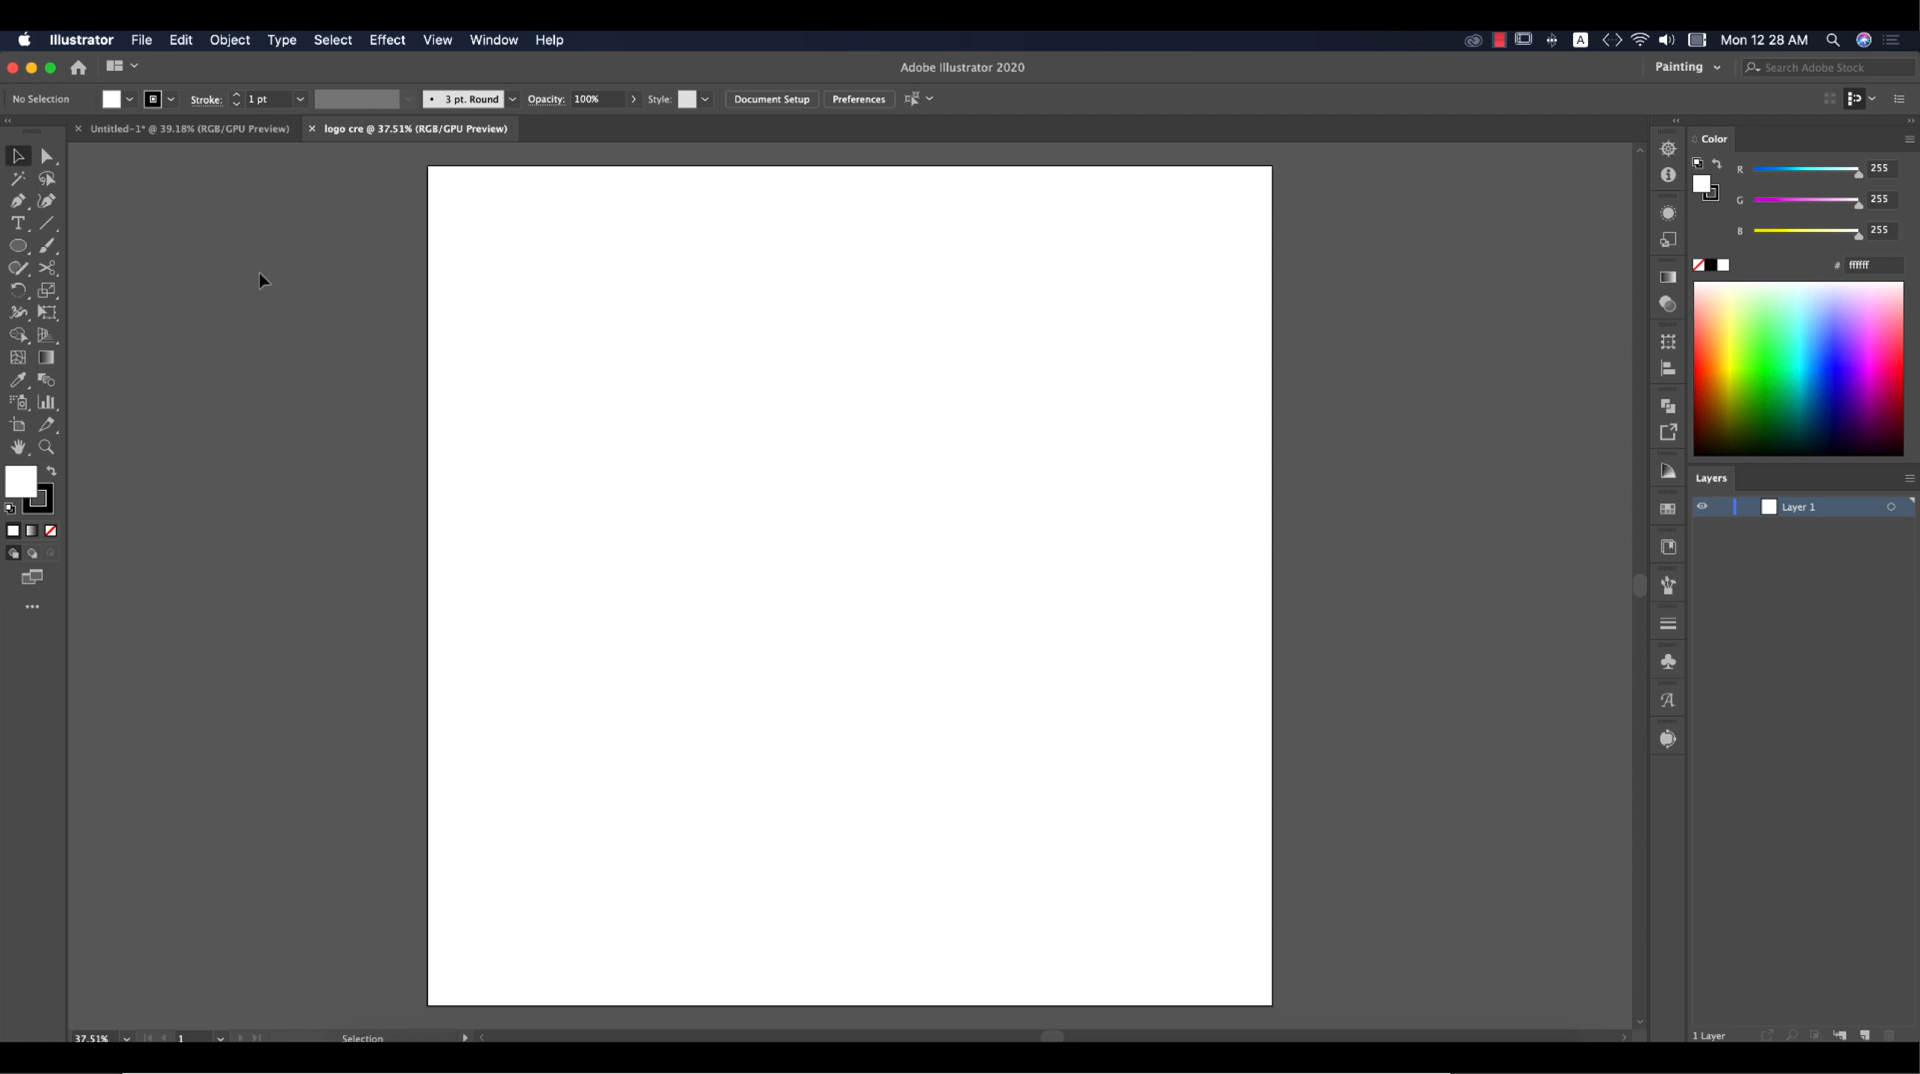 Illustrator File Edit Object Type Select Effect View Window Help
A Mon 12 28 AM
Adobe Illustrator 2020
Painting
Search Adobe Stock
No Selection
Stroke: 1 pt
3 pt. Round
Opacity: 100%
Style:
Document Setup
Preferences
Untitled-1* @ 39.18% (RGB/GPU Preview)
logo cre @ 37.51% (RGB/GPU Preview)
Color
R 255
G 255
B 255
# ffffff
Layers
Layer 1
37.51%
1
Selection
1 Layer